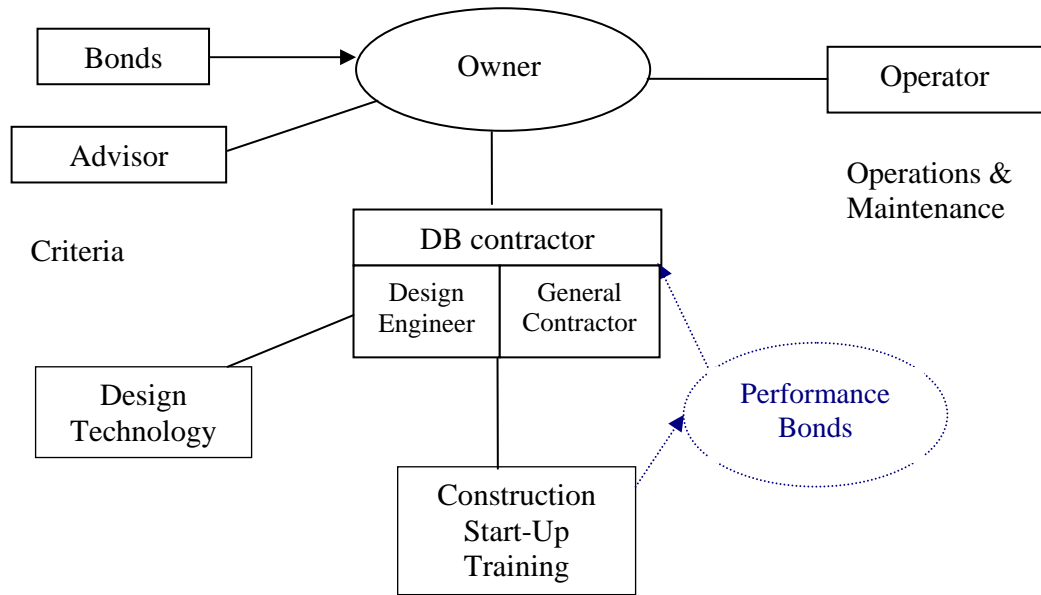 Bonds
Owner
Operator
Advisor
Operations &
Maintenance
Criteria
DB contractor
Design
Engineer
General
Contractor
Design
Technology
Performance
Bonds
Construction
Start-Up
Training